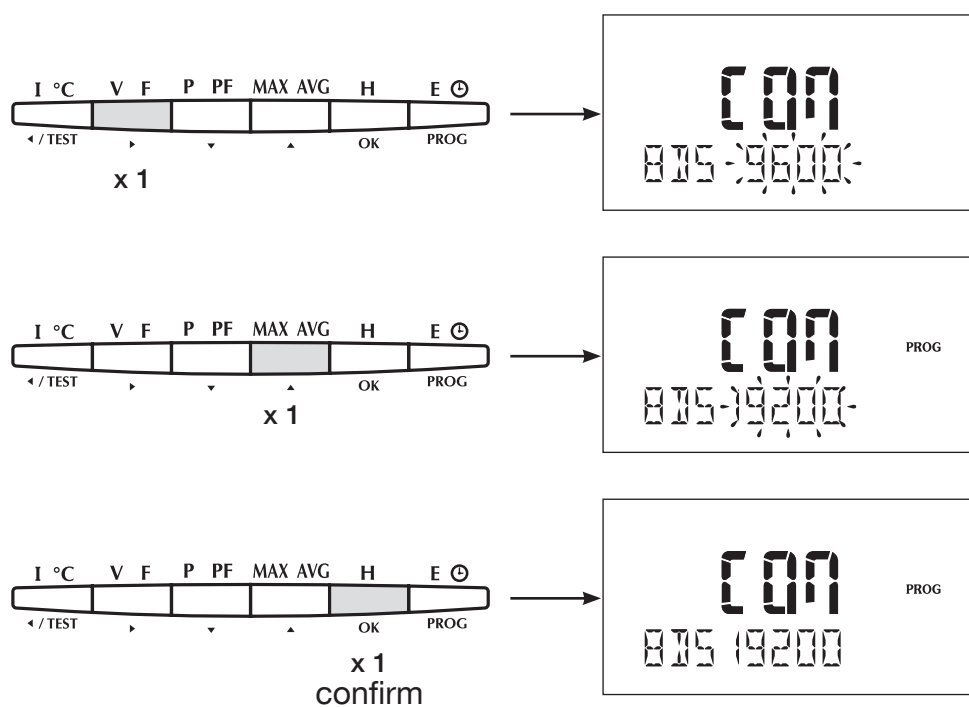 I °C V F P PF MAX AVG H E
/ TEST OK PROG
x 1
COM
BDS 9600
I °C V F P PF MAX AVG H E
/ TEST OK PROG
x 1
COM
PROG
BDS 19200
I °C V F P PF MAX AVG H E
/ TEST OK PROG
x 1
confirm
COM
PROG
BDS 19200